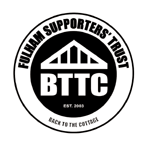 FULHAM SUPPORTERS' TRUST
BTTC
EST. 2003
BACK TO THE COTTAGE